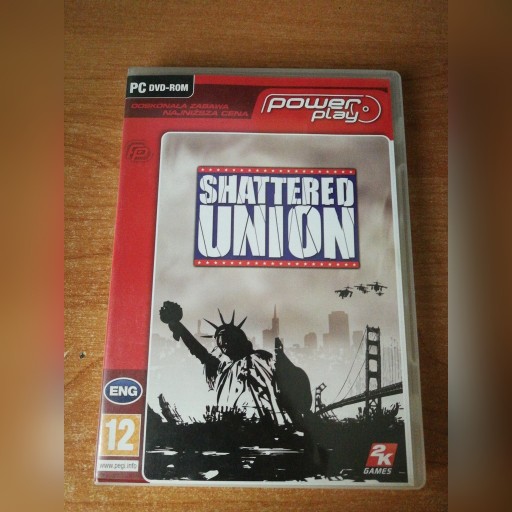 PC DVD-ROM
DOSKONAŁA ZABAWA
NAJNIŻSZA CENA
power
play
SHATTERED
UNION
ENG
12
www.pegi.info
2K
GAMES